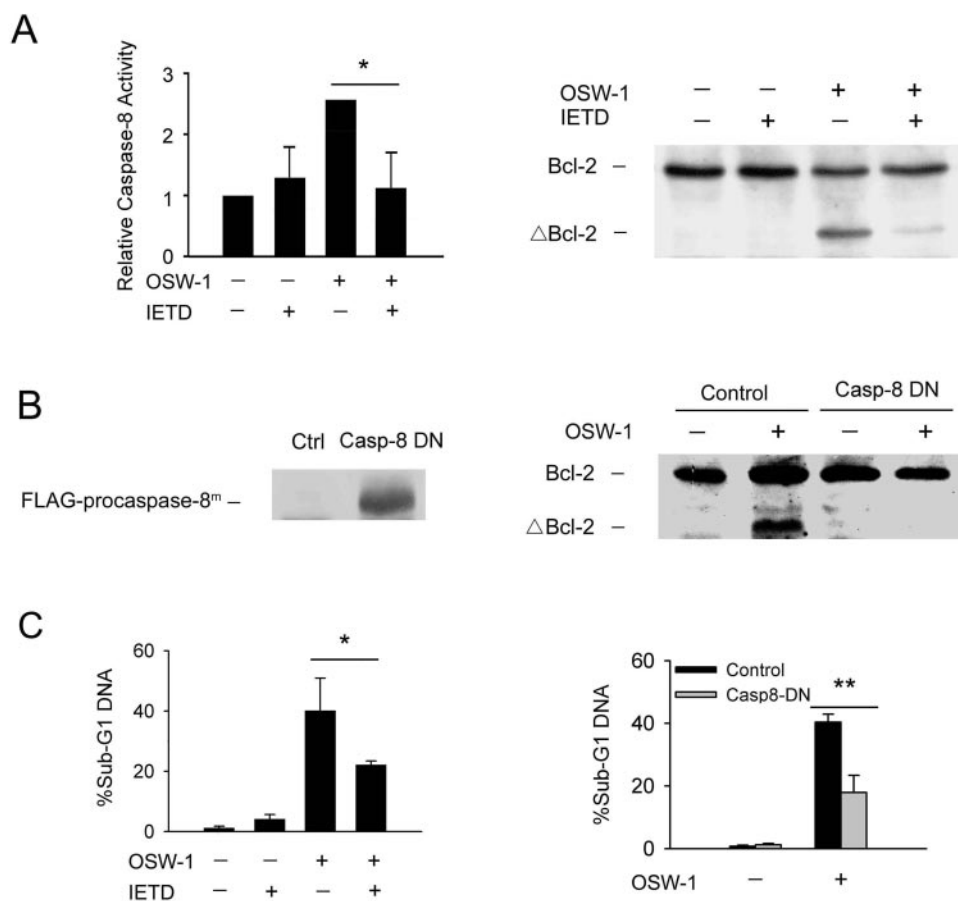 A
Relative Caspase-8 Activity
3
2
1
0
*
OSW-1 − − + +
IETD − + − +
OSW-1 − − + +
IETD − + − +
Bcl-2 −
△Bcl-2 −
B
Ctrl Casp-8 DN
FLAG-procaspase-8ᵐ −
Control Casp-8 DN
OSW-1 − + − +
Bcl-2 −
△Bcl-2 −
C
%Sub-G1 DNA
60
40
20
0
*
OSW-1 − − + +
IETD − + − +
%Sub-G1 DNA
60
40
20
0
Control
Casp8-DN
**
OSW-1 − +